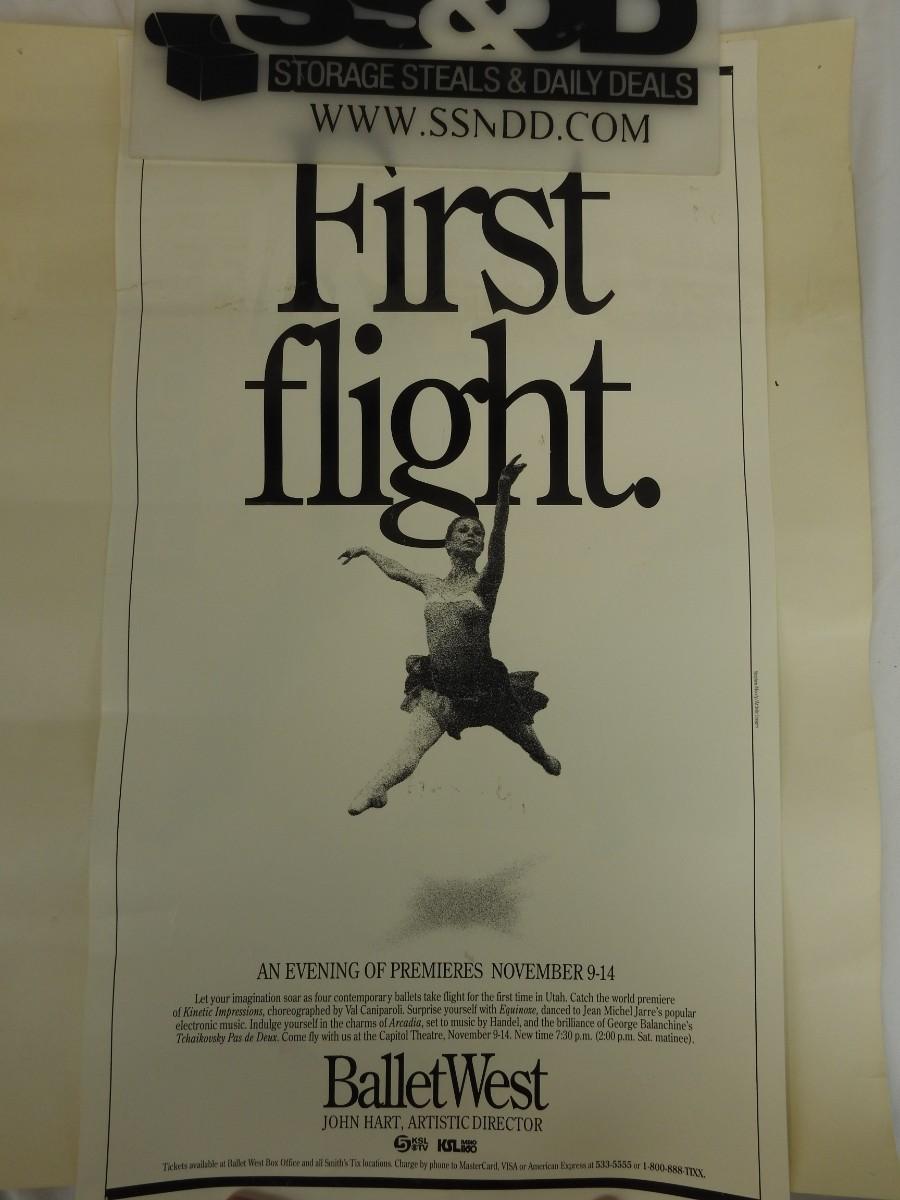 SS&DD
STORAGE STEALS & DAILY DEALS
WWW.SSNDD.COM
First
flight.
AN EVENING OF PREMIERES NOVEMBER 9-14
Let your imagination soar as four contemporary ballets take flight for the first time in Utah. Catch the world premiere
of Kinetic Impressions, choreographed by Val Caniparoli. Surprise yourself with Equinoxe, danced to Jean Michel Jarre's popular
electronic music. Indulge yourself in the charms of Arcadia, set to music by Handel, and the brilliance of George Balanchine's
Tchaikovsky Pas de Deux. Come fly with us at the Capitol Theatre, November 9-14. New time 7:30 p.m. (2:00 p.m. Sat. matinee).
BalletWest
JOHN HART, ARTISTIC DIRECTOR
5 KSL TV KSL RADIO 1160
Tickets available at Ballet West Box Office and all Smith's Tix locations. Charge by phone to MasterCard, VISA or American Express at 533-5555 or 1-800-888-TIXX.